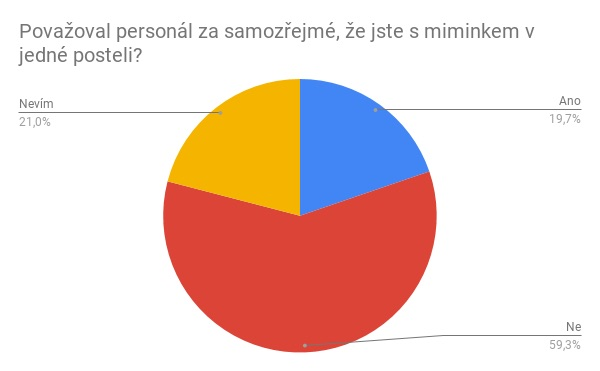 Považoval personál za samozřejmé, že jste s miminkem v
jedné posteli?
Nevím
21,0%
Ano
19,7%
Ne
59,3%